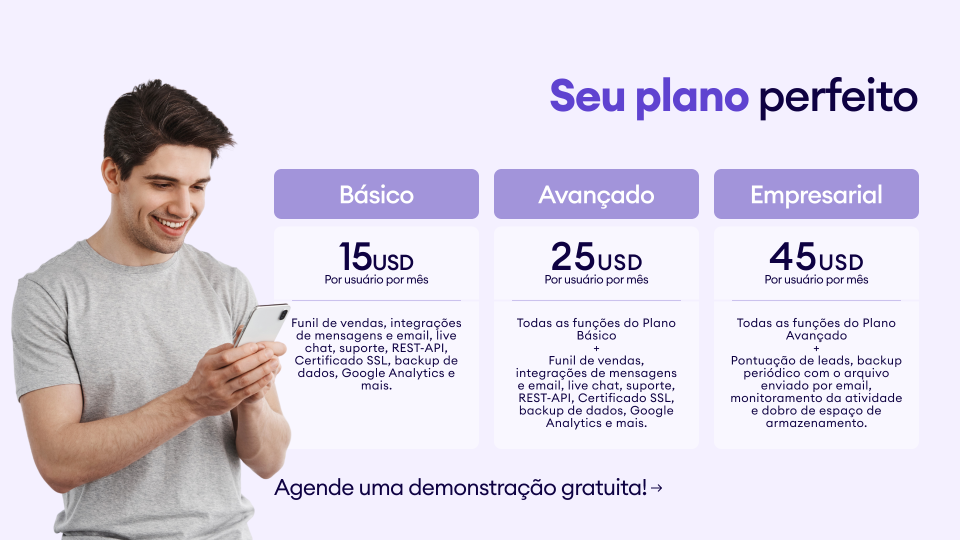 Seu plano perfeito
Básico
15USD
Por usuário por mês
Funil de vendas, integrações
de mensagens e email, live
chat, suporte, REST-API,
Certificado SSL, backup de
dados, Google Analytics e
mais.
Avançado
25USD
Por usuário por mês
Todas as funções do Plano
Básico
+
Funil de vendas,
integrações de mensagens
e email, live chat, suporte,
REST-API, Certificado SSL,
backup de dados, Google
Analytics e mais.
Empresarial
45USD
Por usuário por mês
Todas as funções do Plano
Avançado
+
Pontuação de leads, backup
periódico com o arquivo
enviado por email,
monitoramento da atividade
e dobro de espaço de
armazenamento.
Agende uma demonstração gratuita!→